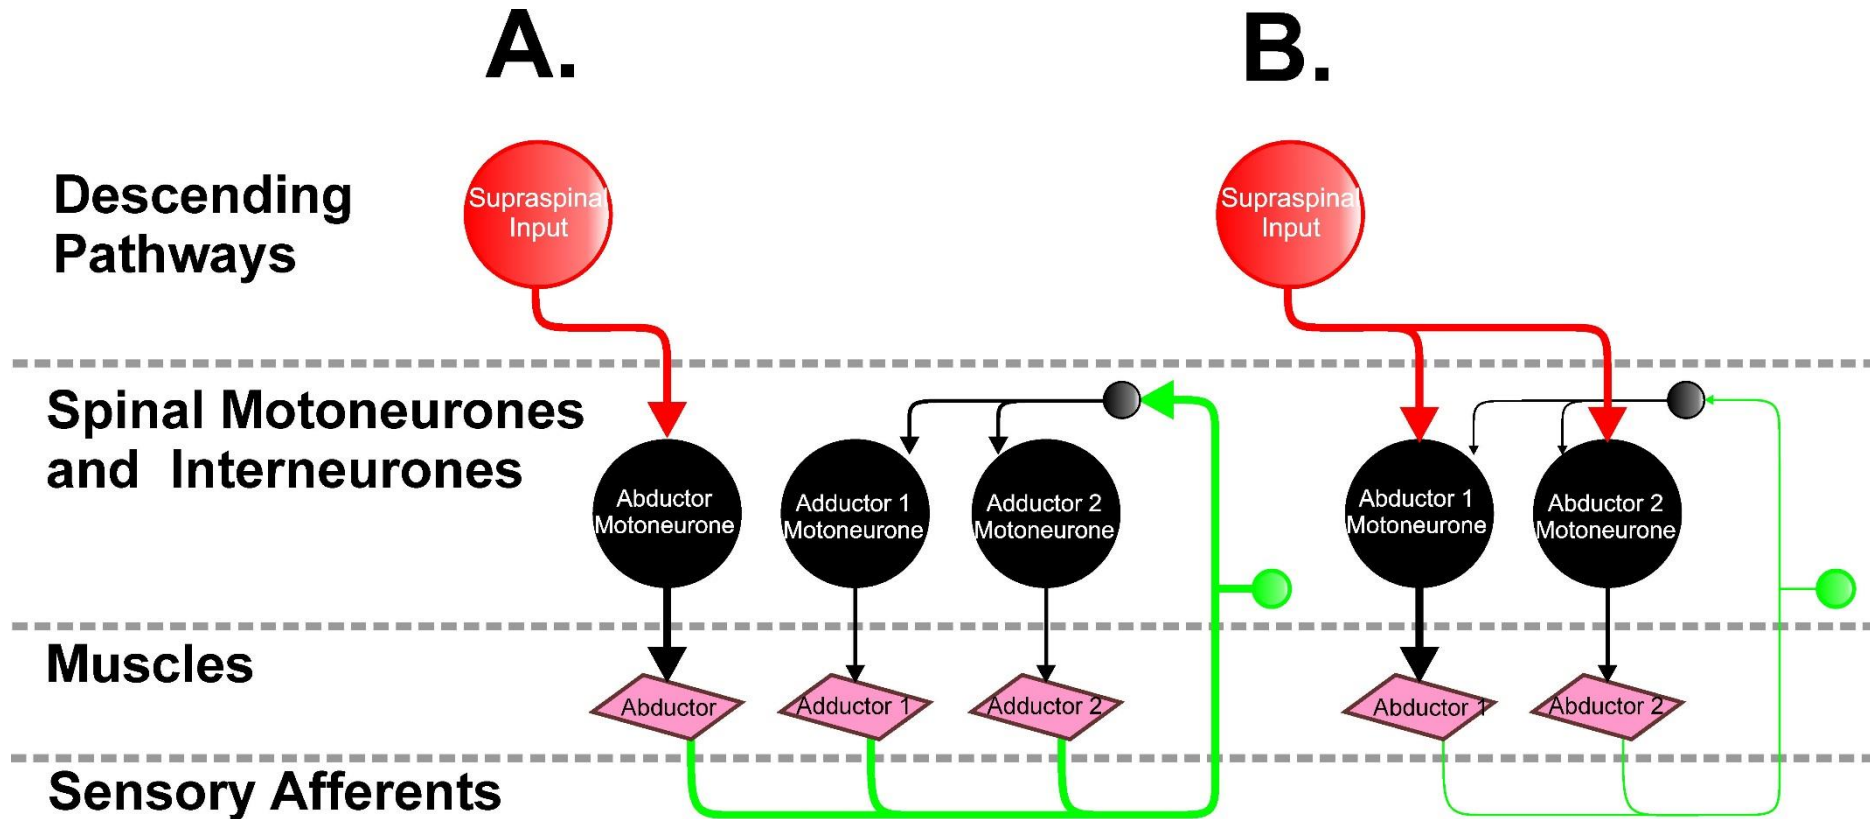 A.
B.
Descending
Pathways
Supraspinal
Input
Supraspinal
Input
Spinal Motoneurones
and  Interneurones
Abductor
Motoneurone
Adductor 1
Motoneurone
Adductor 2
Motoneurone
Abductor 1
Motoneurone
Abductor 2
Motoneurone
Muscles
Abductor
Adductor 1
Adductor 2
Abductor 1
Abductor 2
Sensory Afferents